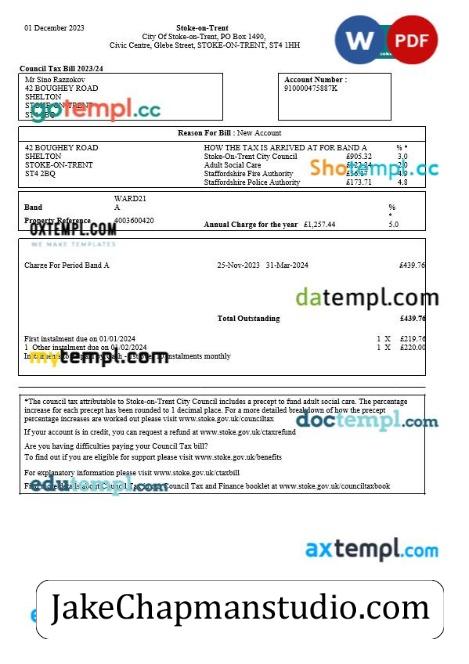 01 December 2023
Stoke-on-Trent
City Of Stoke-on-Trent, PO Box 1490,
Civic Centre, Glebe Street, STOKE-ON-TRENT, ST4 1HH
W
PDF
Council Tax Bill 2023/24
Mr Sino Razzokov
42 BOUGHEY ROAD
SHELTON
STOKE-ON-TRENT
Account Number :
910000475887K
gotempl.cc
Reason For Bill : New Account
42 BOUGHEY ROAD
SHELTON
STOKE-ON-TRENT
ST4 2BQ
HOW THE TAX IS ARRIVED AT FOR BAND A % *
Stoke-On-Trent City Council £905.32 3.0
Adult Social Care
Staffordshire Fire Authority
Staffordshire Police Authority £173.71 4.8
Shotempl.cc
WARD21
Band A %
*
Property Reference 4003600420 Annual Charge for the year £1,257.44 5.0
OXTEMPL.COM
WE MAKE TEMPLATES
Charge For Period Band A 25-Nov-2023 31-Mar-2024 £439.76
datempl.com
Total Outstanding £439.76
First instalment due on 01/01/2024 1 X £219.76
1 Other instalment due on 01/02/2024 1 X £220.00
instalments monthly
mytempl.com
*The council tax attributable to Stoke-on-Trent City Council includes a precept to fund adult social care. The percentage
increase for each precept has been rounded to 1 decimal place. For a more detailed breakdown of how the precept
percentage increases are worked out please visit www.stoke.gov.uk/counciltax
doctempl.com
If your account is in credit, you can request a refund at www.stoke.gov.uk/ctaxrefund
Are you having difficulties paying your Council Tax bill?
To find out if you are eligible for support please visit www.stoke.gov.uk/benefits
For explanatory information please visit www.stoke.gov.uk/ctaxbill
Council Tax and Finance booklet at www.stoke.gov.uk/counciltaxbook
edutempl.com
axtempl.com
JakeChapmanstudio.com